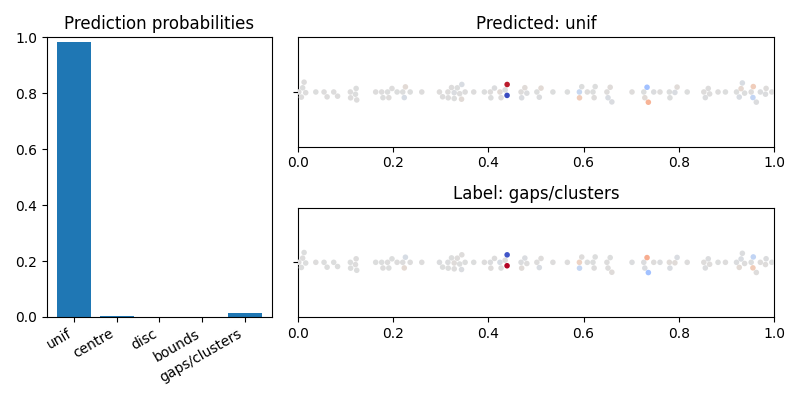 Prediction probabilities
1.0
0.8
0.6
0.4
0.2
0.0
unif
centre
disc
bounds
gaps/clusters
Predicted: unif
0.0 0.2 0.4 0.6 0.8 1.0
Label: gaps/clusters
0.0 0.2 0.4 0.6 0.8 1.0